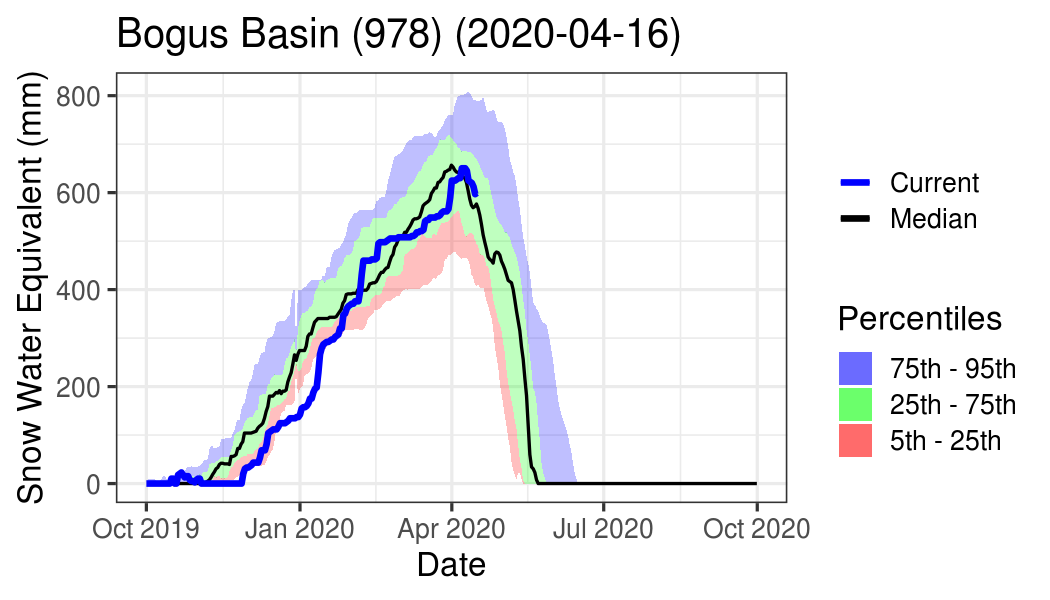 Bogus Basin (978) (2020-04-16)
Snow Water Equivalent (mm)
800
600
400
200
0
Oct 2019
Jan 2020
Apr 2020
Jul 2020
Oct 2020
Date
Current
Median
Percentiles
75th - 95th
25th - 75th
5th - 25th